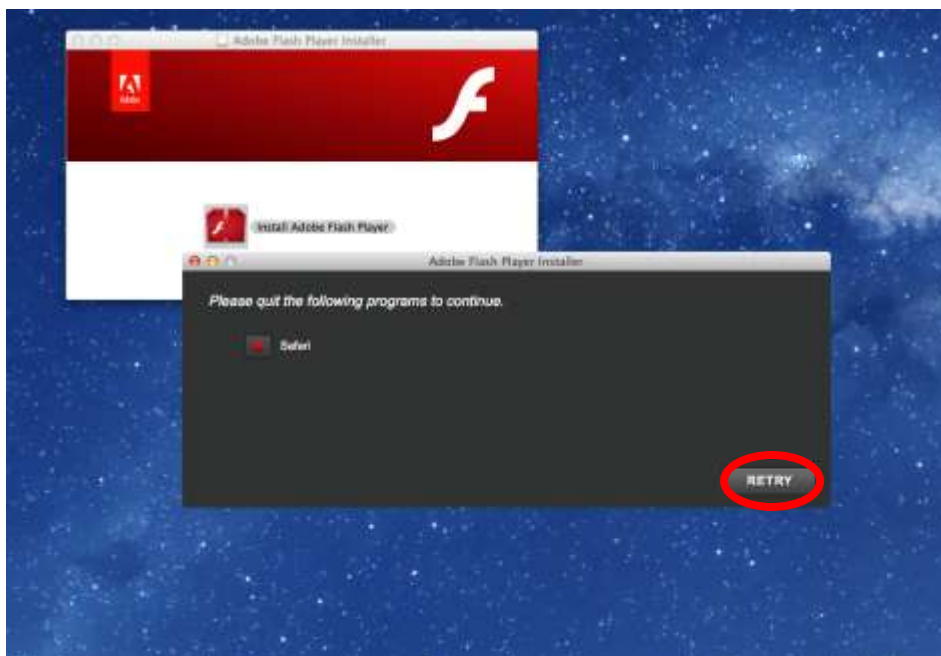 Adobe Flash Player Installer
Adobe
Install Adobe Flash Player
Adobe Flash Player Installer
Please quit the following programs to continue.
Safari
RETRY